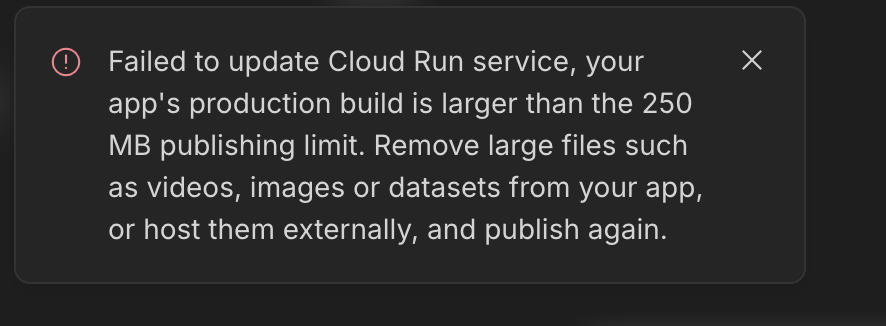 Failed to update Cloud Run service, your
app's production build is larger than the 250
MB publishing limit. Remove large files such
as videos, images or datasets from your app,
or host them externally, and publish again.